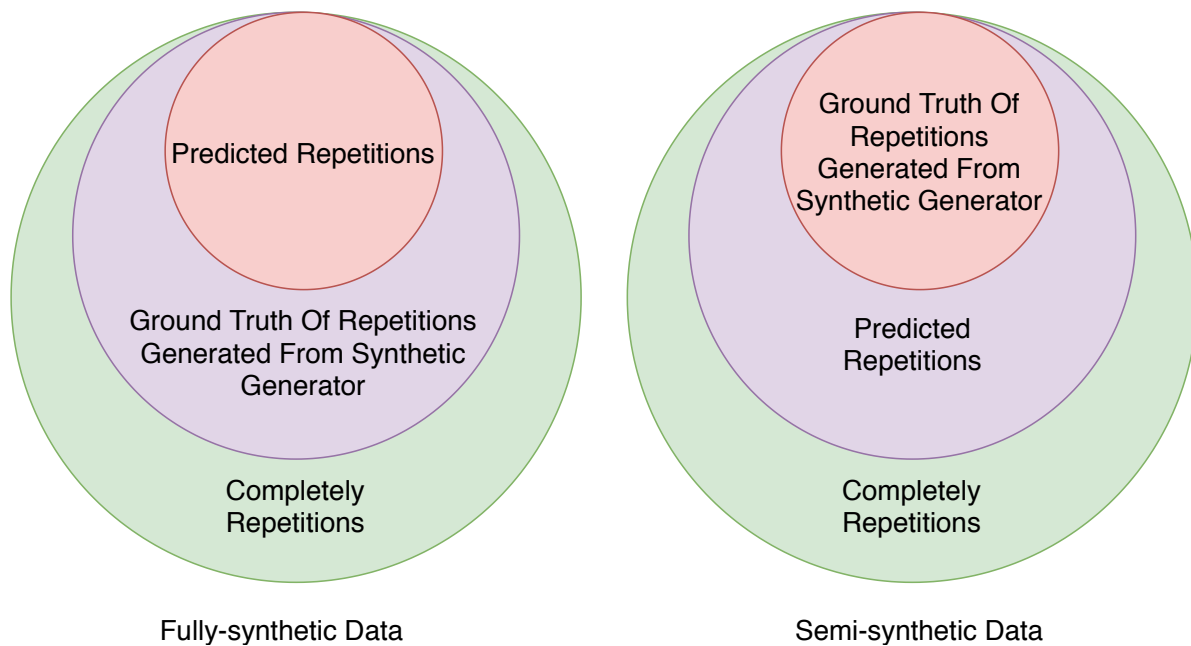 Predicted Repetitions
Ground Truth Of Repetitions
Generated From Synthetic
Generator
Completely
Repetitions
Fully-synthetic Data
Ground Truth Of
Repetitions
Generated From
Synthetic Generator
Predicted
Repetitions
Completely
Repetitions
Semi-synthetic Data